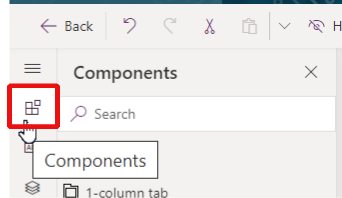 Back
H
Components
Search
Components
1-column tab